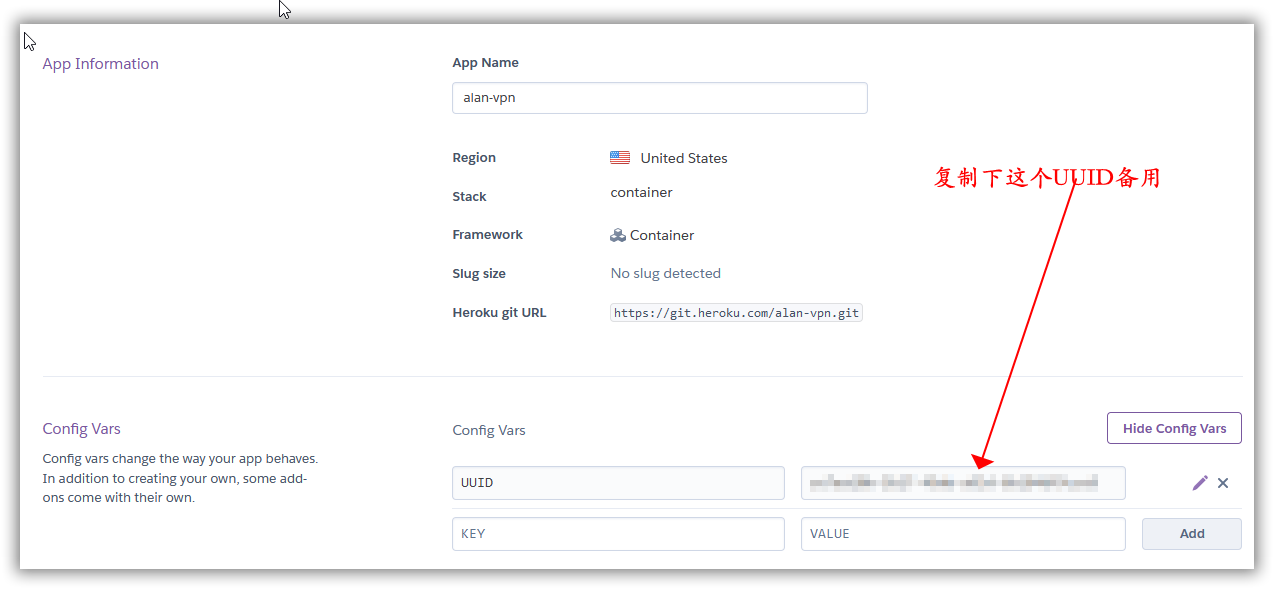 App Information
App Name
alan-vpn
Region
United States
复制下这个UUID备用
Stack
container
Framework
Container
Slug size
No slug detected
Heroku git URL
https://git.heroku.com/alan-vpn.git
Config Vars
Config vars change the way your app behaves.
In addition to creating your own, some add-
ons come with their own.
Config Vars
Hide Config Vars
UUID
KEY
VALUE
Add